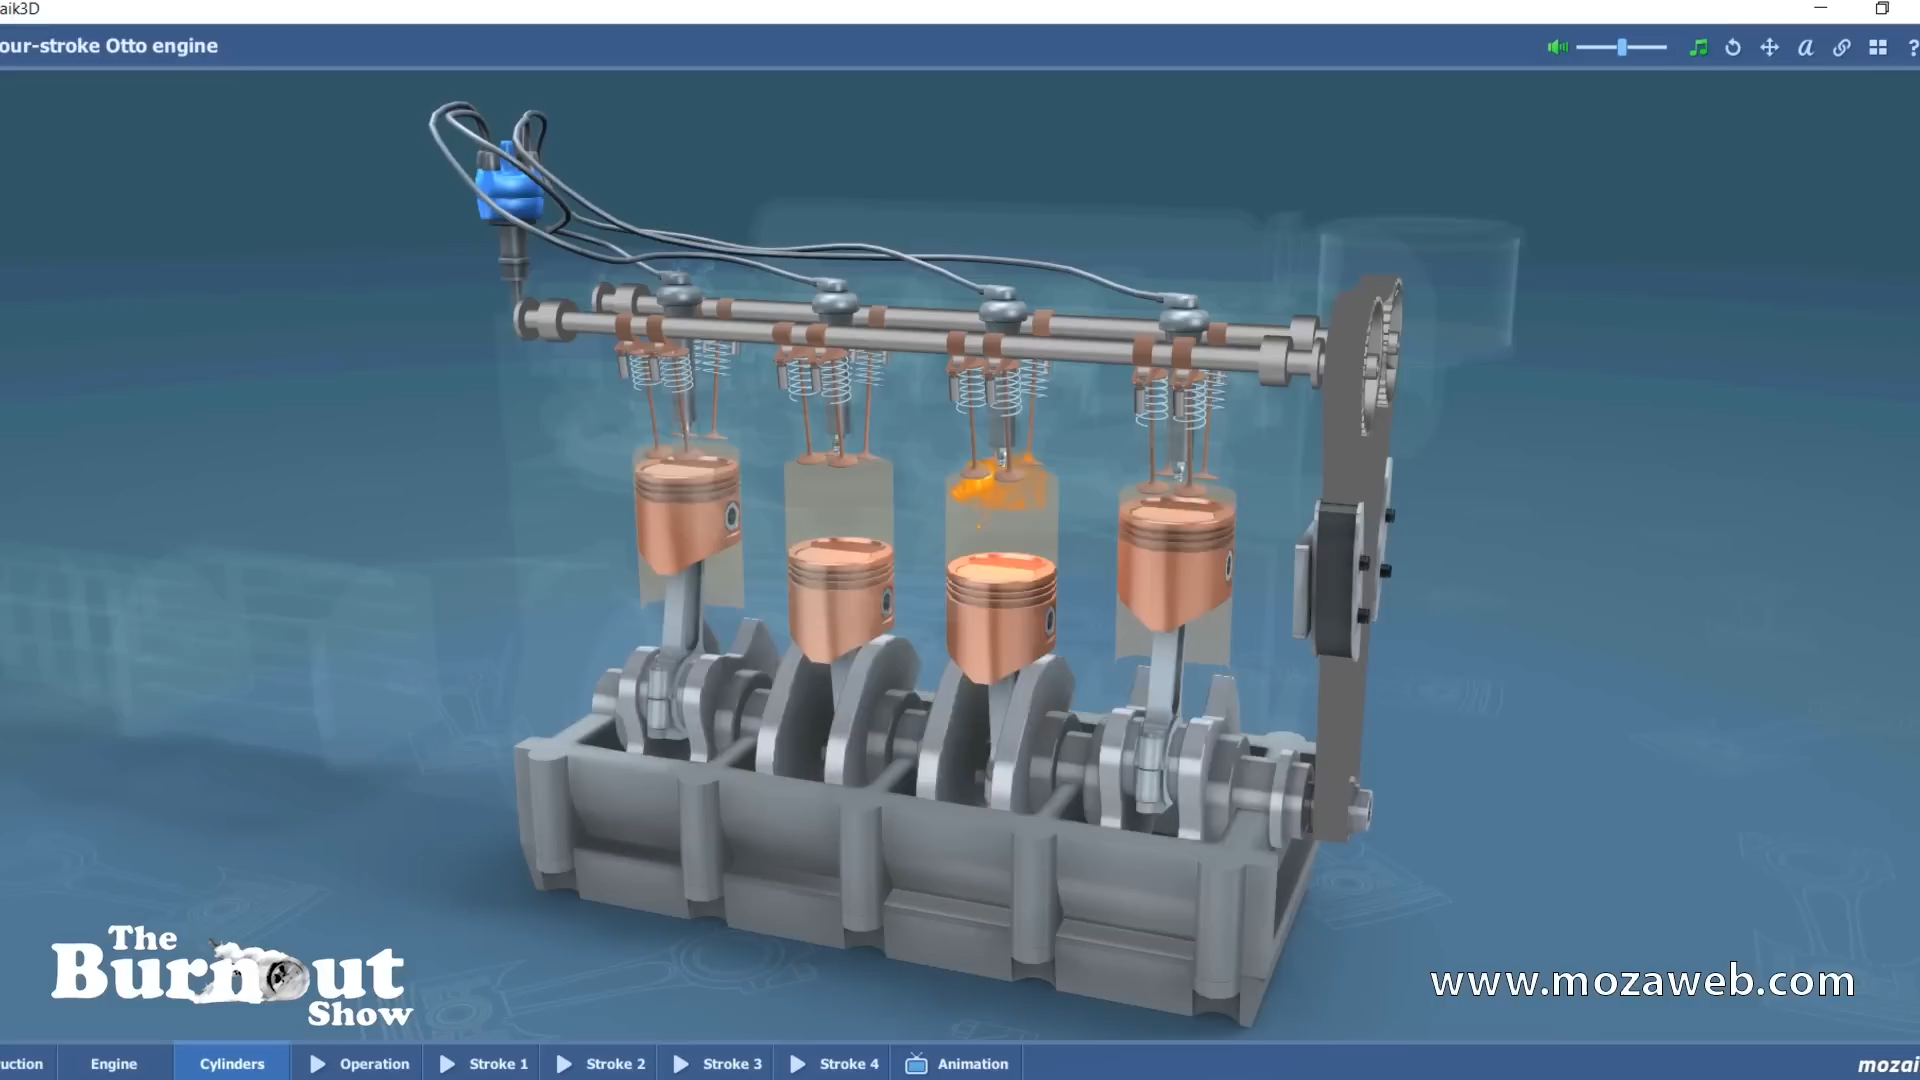 aik3D
our-stroke Otto engine
a
?
The
Burnout
Show
www.mozaweb.com
uction
Engine
Cylinders
Operation
Stroke 1
Stroke 2
Stroke 3
Stroke 4
Animation
mozai